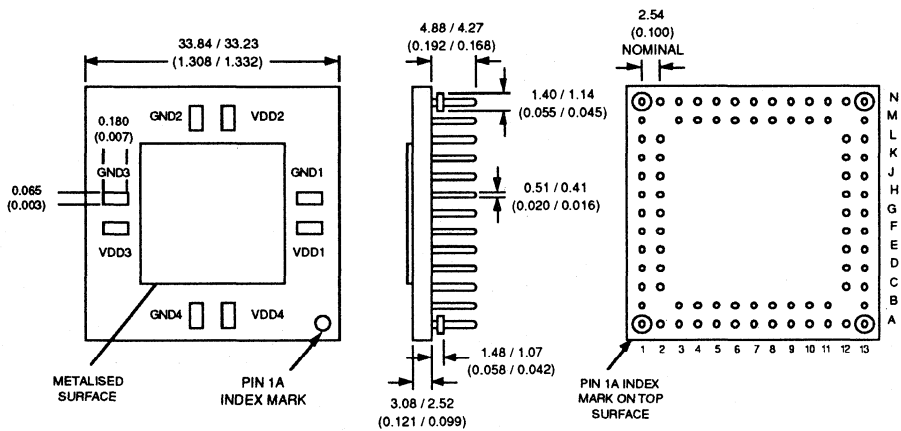 33.84 / 33.23
(1.308 / 1.332)
GND2
VDD2
0.180
(0.007)
GND3
GND1
0.065
(0.003)
VDD3
VDD1
GND4
VDD4
METALISED
SURFACE
PIN 1A
INDEX MARK
4.88 / 4.27
(0.192 / 0.168)
1.40 / 1.14
(0.055 / 0.045)
0.51 / 0.41
(0.020 / 0.016)
1.48 / 1.07
(0.058 / 0.042)
3.08 / 2.52
(0.121 / 0.099)
2.54
(0.100)
NOMINAL
N
M
L
K
J
H
G
F
E
D
C
B
A
1 2 3 4 5 6 7 8 9 10 11 12 13
PIN 1A INDEX
MARK ON TOP
SURFACE